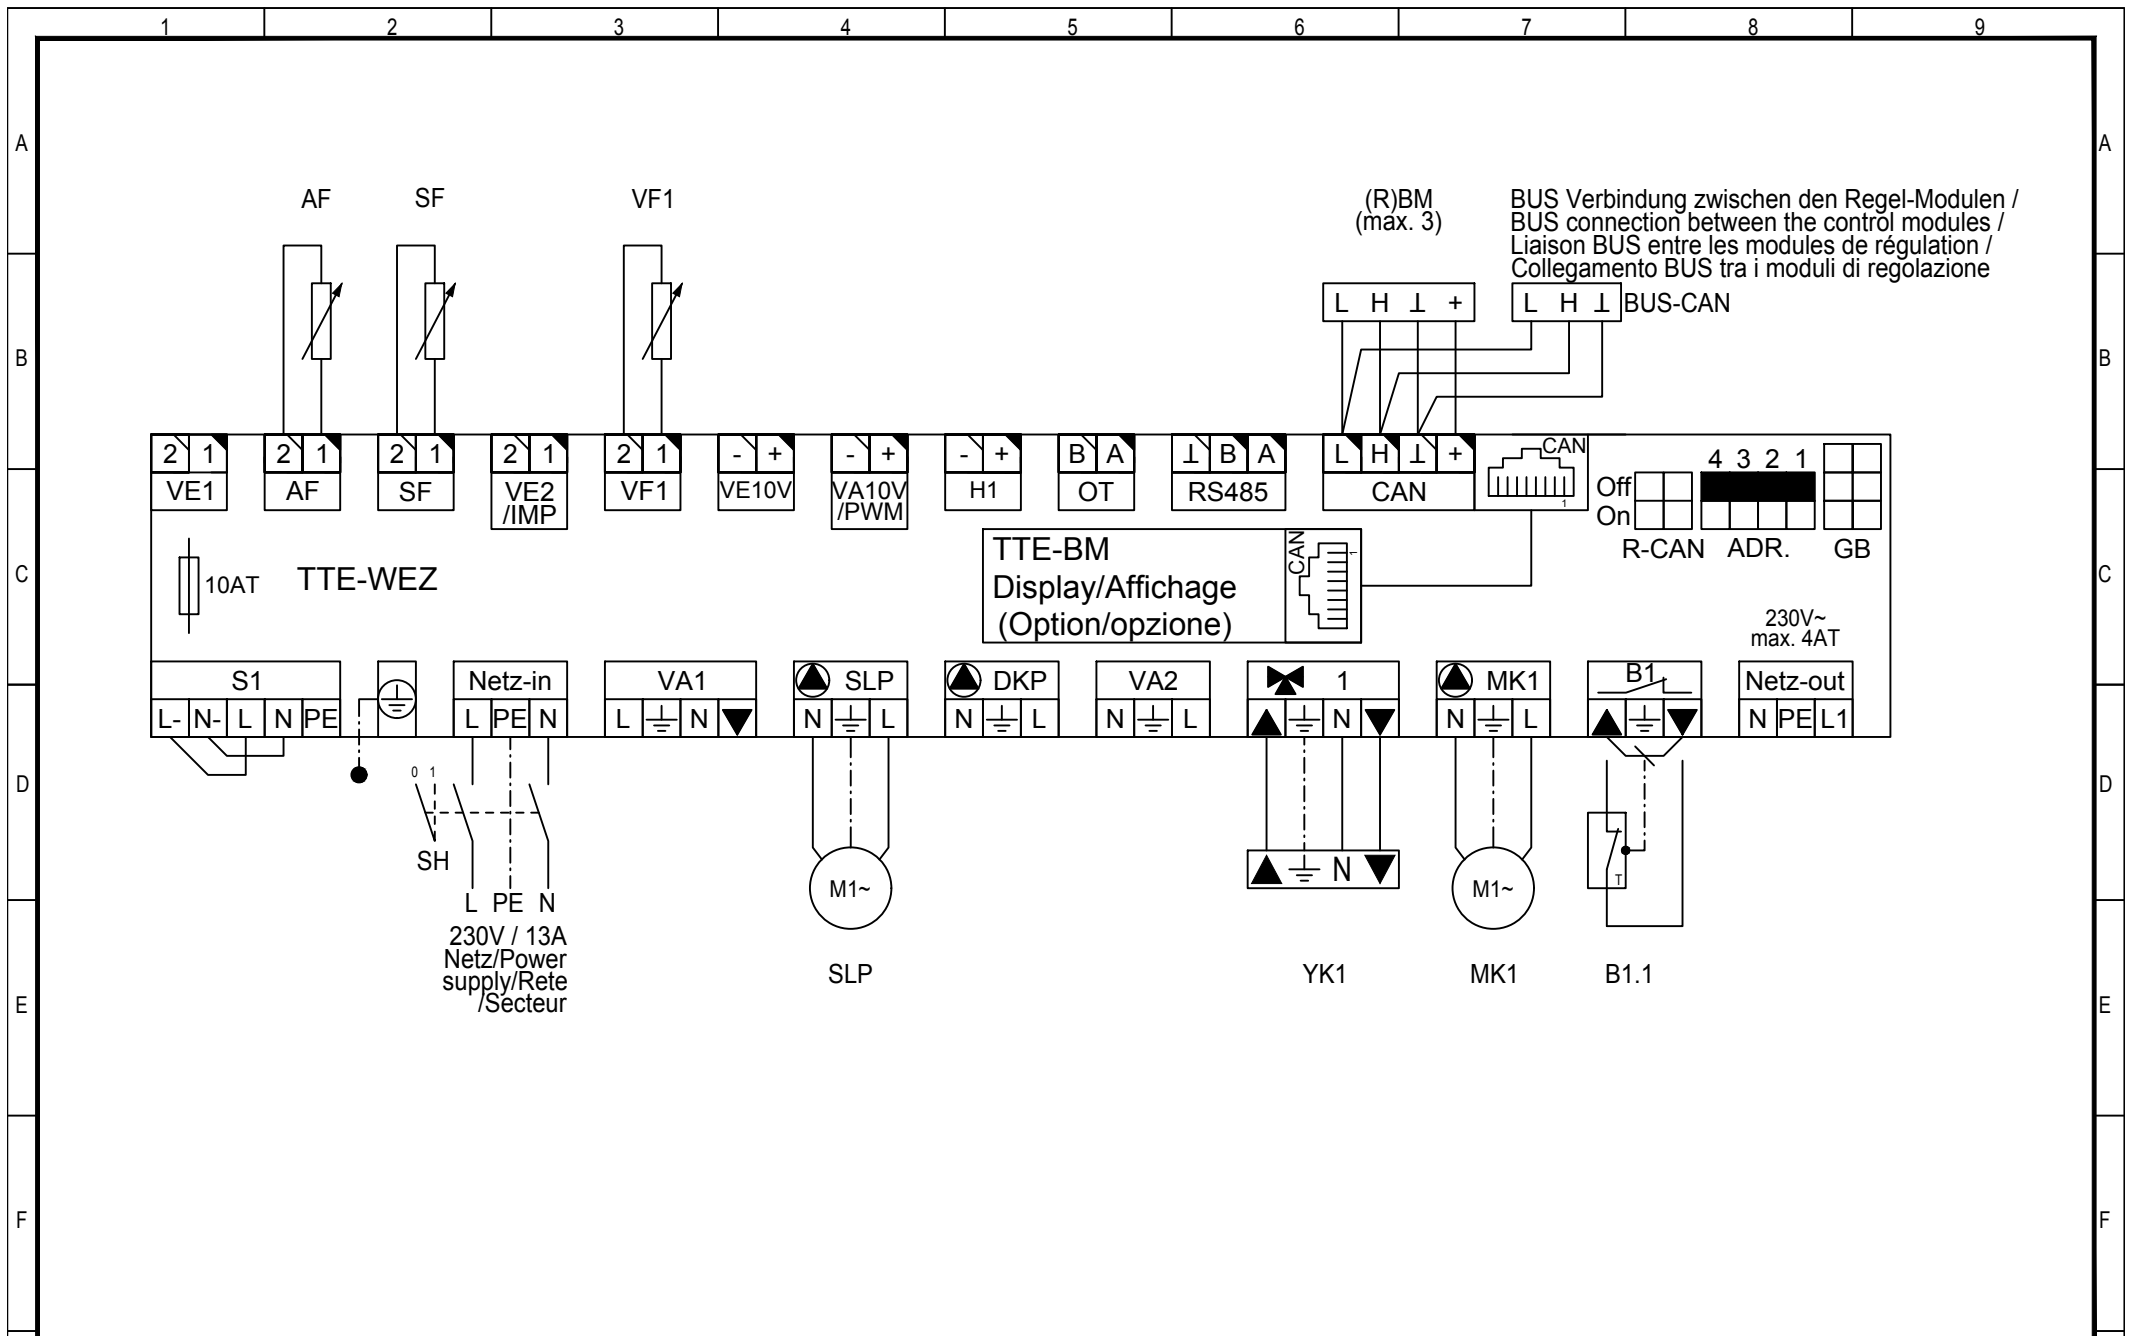 1 2 3 4 5 6 7 8 9
A A
AF SF VF1 (R)BM
(max. 3)
BUS Verbindung zwischen den Regel-Modulen /
BUS connection between the control modules /
Liaison BUS entre les modules de régulation /
Collegamento BUS tra i moduli di regolazione
L H ⊥ + L H ⊥ BUS-CAN
B B
2 1 2 1 2 1 2 1 2 1 - + - + - + B A ⊥ B A L H ⊥ + CAN 4 3 2 1
VE1 AF SF VE2 VF1 VE10V VA10V H1 OT RS485 CAN 1 Off
/IMP /PWM On
R-CAN ADR. GB
C C
10AT TTE-WEZ
TTE-BM
Display/Affichage
(Option/opzione)
CAN
1
230V~
max. 4AT
S1 Netz-in VA1 SLP DKP VA2 1 MK1 B1 Netz-out
L- N- L N PE L PE N L N N L N L N L N N L N PE L1
D D
0 1
SH
M1~ N M1~ T
L PE N
230V / 13A
Netz/Power
supply/Rete
/Secteur
SLP YK1 MK1 B1.1
E E
F F